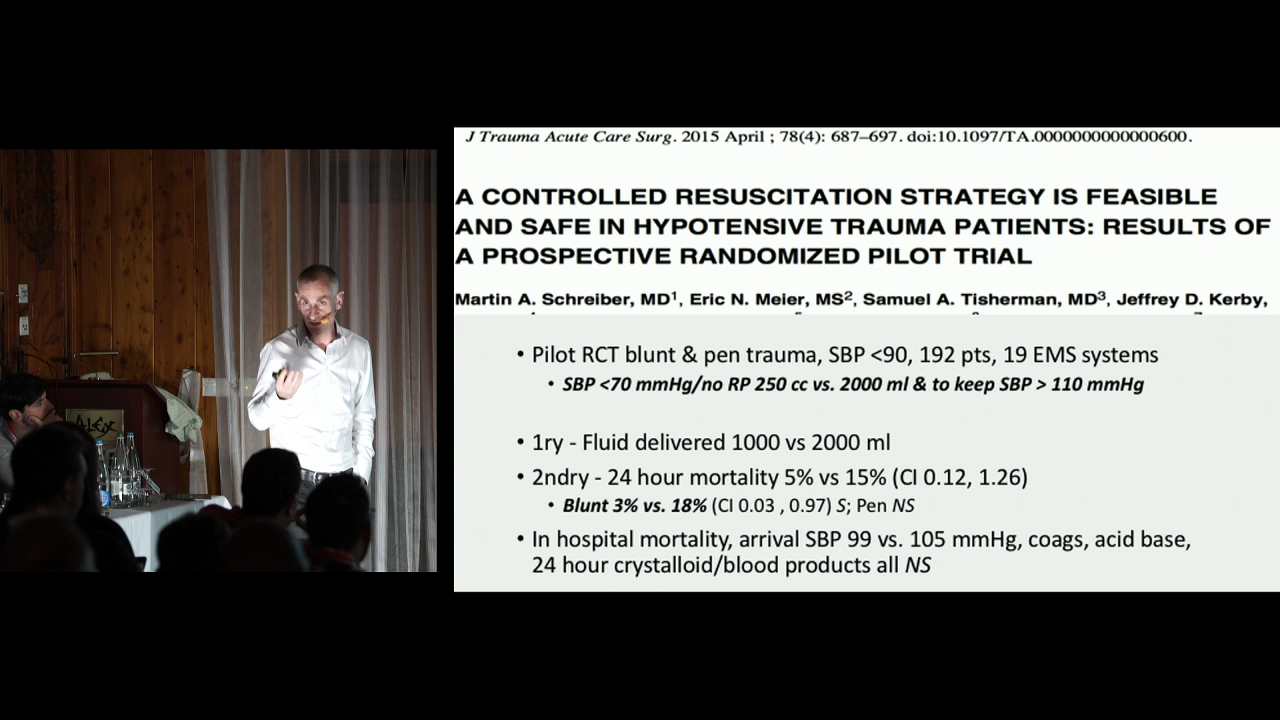 J Trauma Acute Care Surg. 2015 April ; 78(4): 687–697. doi:10.1097/TA.0000000000000600.
A CONTROLLED RESUSCITATION STRATEGY IS FEASIBLE
AND SAFE IN HYPOTENSIVE TRAUMA PATIENTS: RESULTS OF
A PROSPECTIVE RANDOMIZED PILOT TRIAL
Martin A. Schreiber, MD1, Eric N. Meier, MS2, Samuel A. Tisherman, MD3, Jeffrey D. Kerby,
• Pilot RCT blunt & pen trauma, SBP <90, 192 pts, 19 EMS systems
• SBP <70 mmHg/no RP 250 cc vs. 2000 ml & to keep SBP > 110 mmHg
• 1ry - Fluid delivered 1000 vs 2000 ml
• 2ndry - 24 hour mortality 5% vs 15% (CI 0.12, 1.26)
• Blunt 3% vs. 18% (CI 0.03 , 0.97) S; Pen NS
• In hospital mortality, arrival SBP 99 vs. 105 mmHg, coags, acid base,
24 hour crystalloid/blood products all NS
ALEX